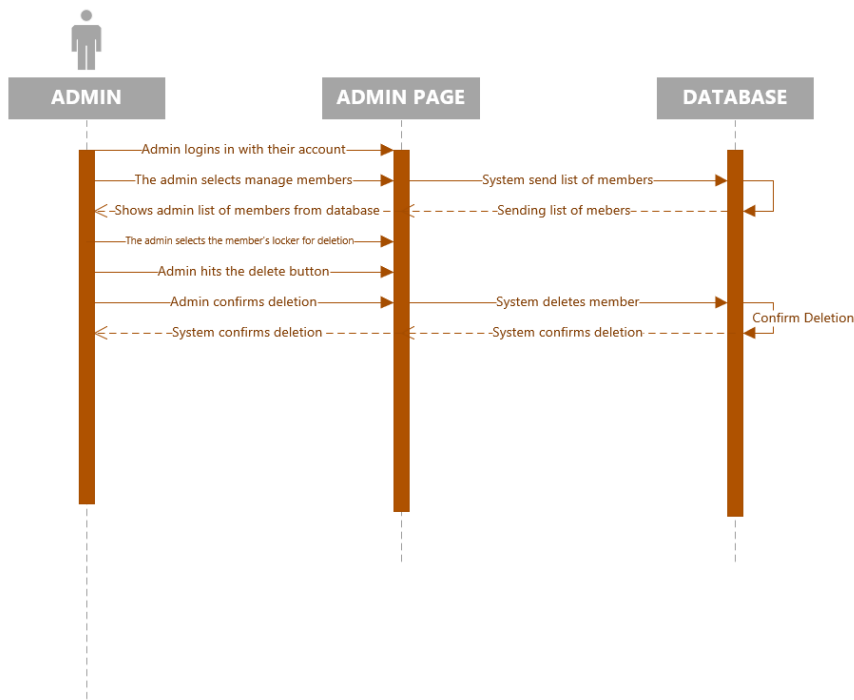 ADMIN
ADMIN PAGE
DATABASE
Admin logins in with their account
The admin selects manage members
System send list of members
Shows admin list of members from database
Sending list of mebers
The admin selects the member's locker for deletion
Admin hits the delete button
Admin confirms deletion
System deletes member
Confirm Deletion
System confirms deletion
System confirms deletion